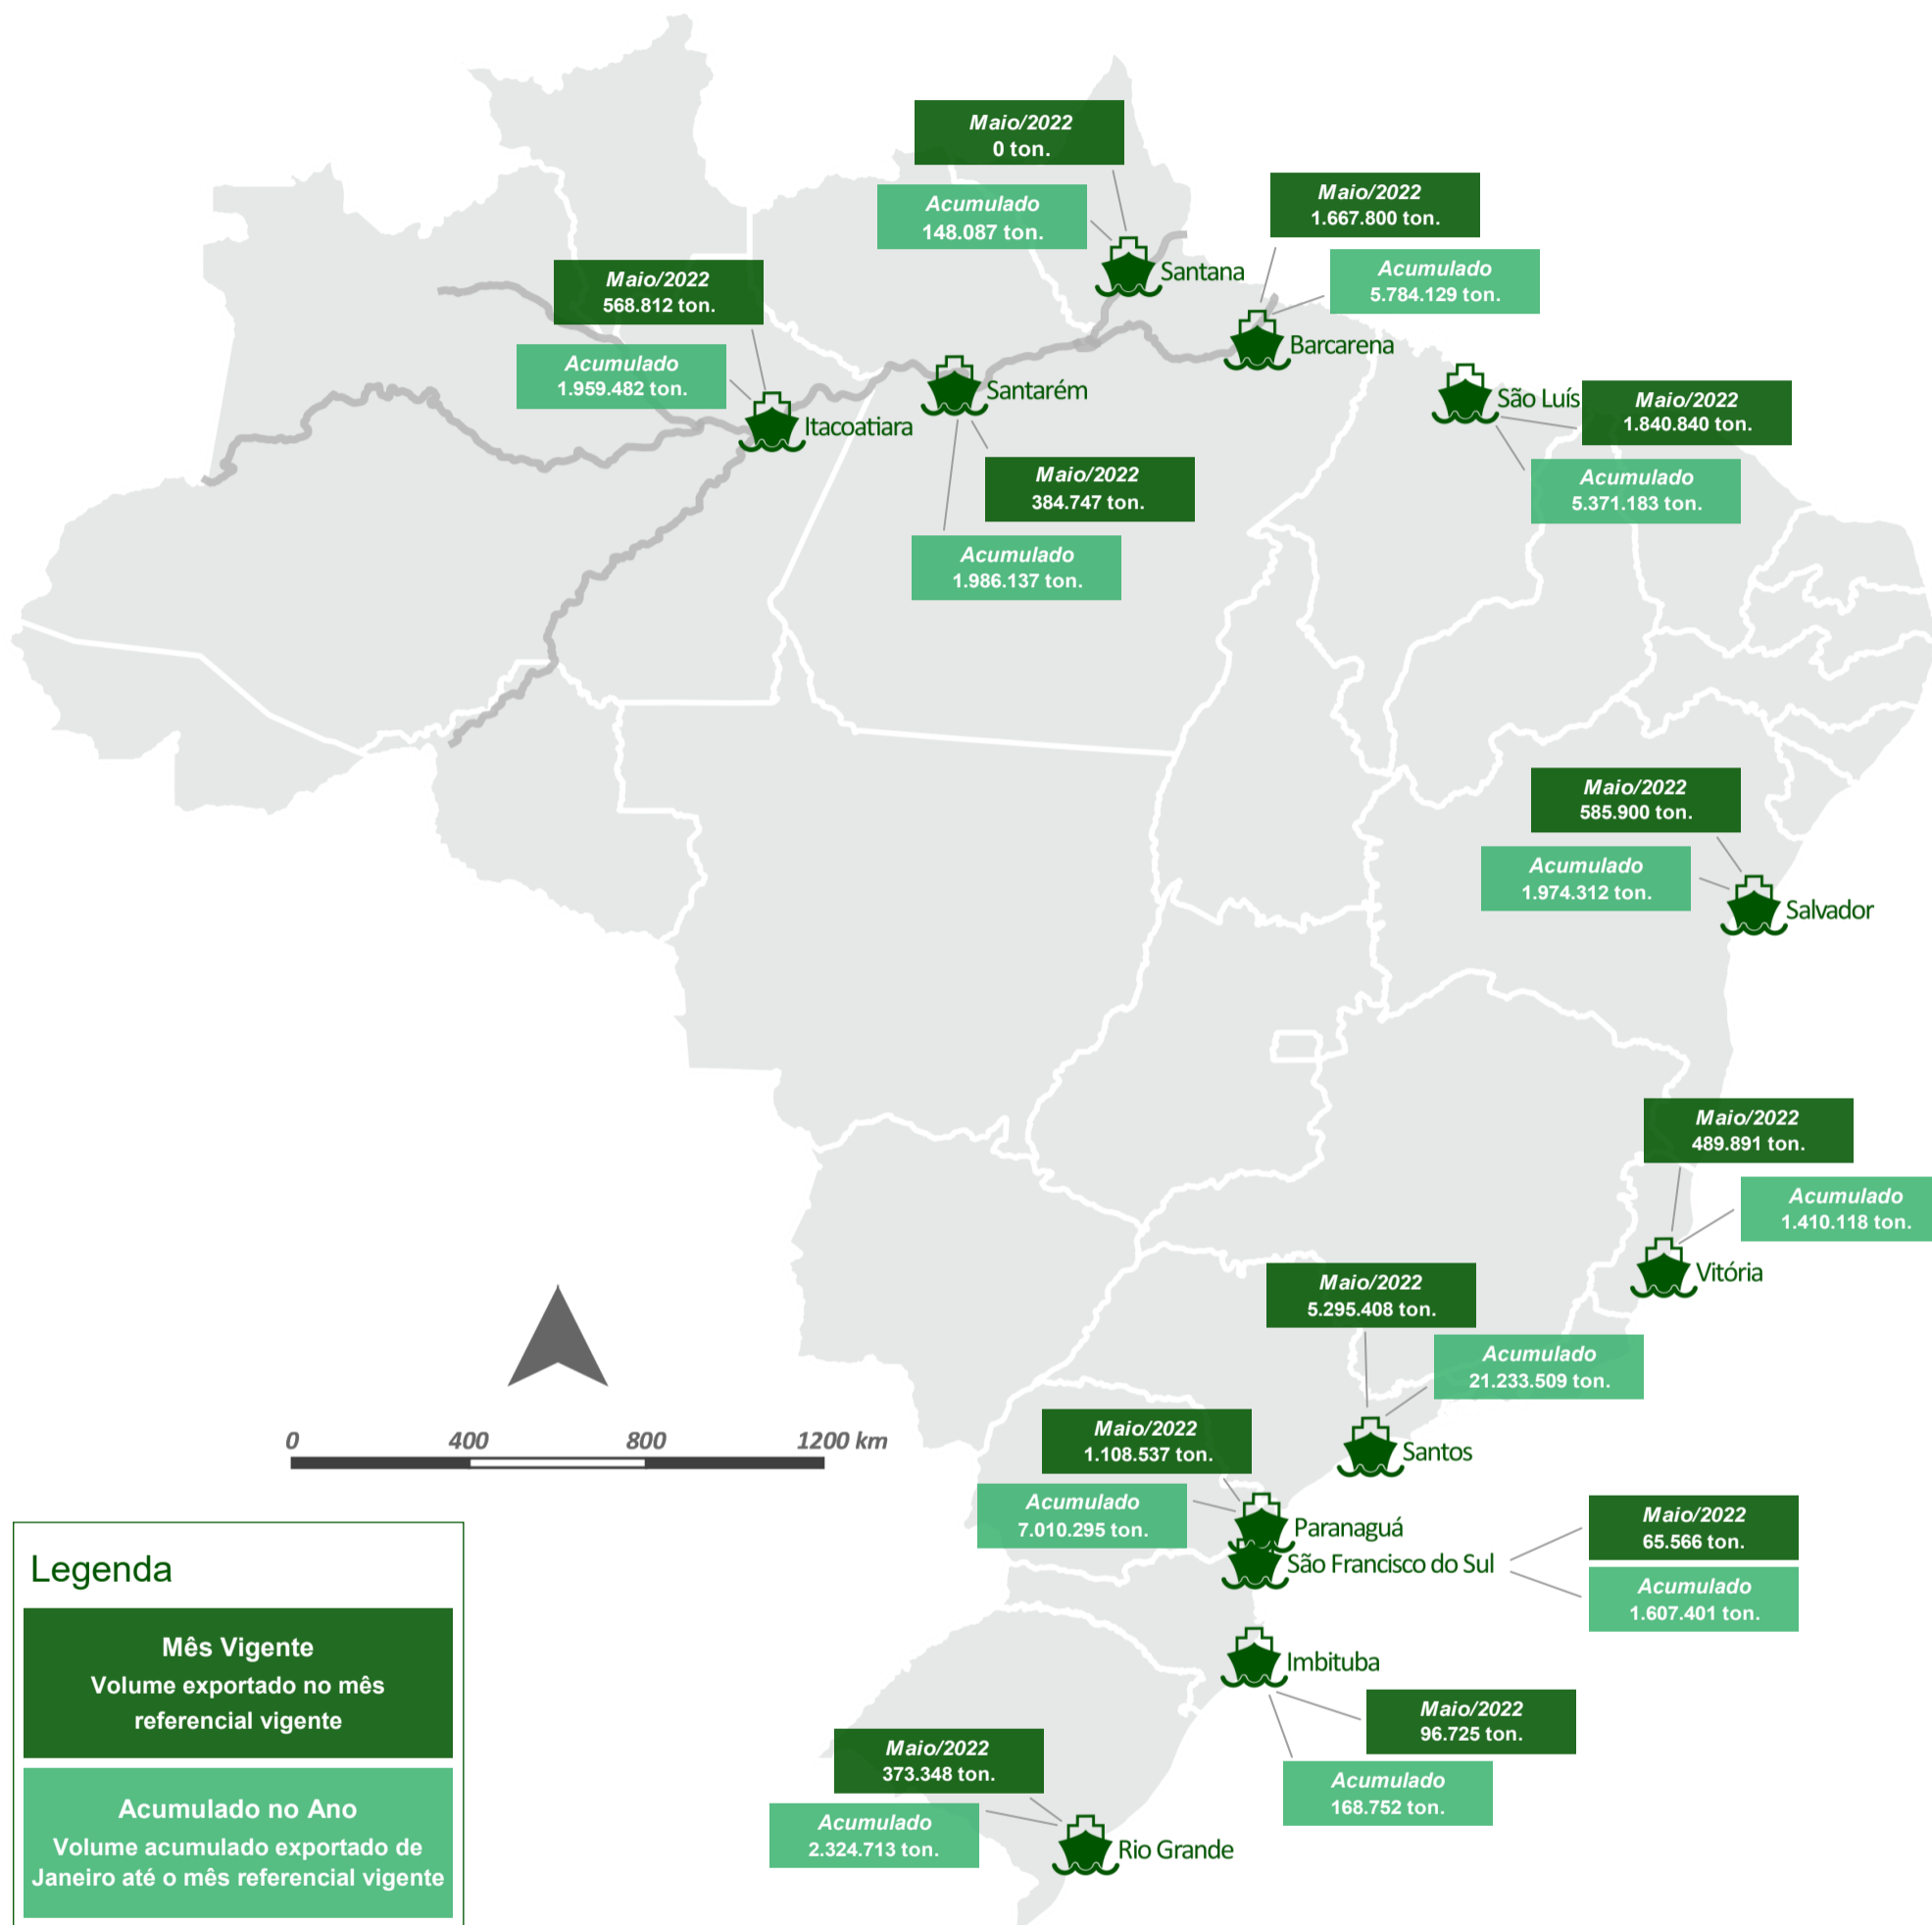 Maio/2022
0 ton.
Acumulado
148.087 ton.
Santana
Maio/2022
1.667.800 ton.
Acumulado
5.784.129 ton.
Barcarena
Maio/2022
568.812 ton.
Acumulado
1.959.482 ton.
Itacoatiara
Santarém
Maio/2022
384.747 ton.
Acumulado
1.986.137 ton.
São Luís
Maio/2022
1.840.840 ton.
Acumulado
5.371.183 ton.
Maio/2022
585.900 ton.
Acumulado
1.974.312 ton.
Salvador
Maio/2022
489.891 ton.
Acumulado
1.410.118 ton.
Vitória
Maio/2022
5.295.408 ton.
Acumulado
21.233.509 ton.
Santos
Maio/2022
1.108.537 ton.
Acumulado
7.010.295 ton.
Paranaguá
São Francisco do Sul
Maio/2022
65.566 ton.
Acumulado
1.607.401 ton.
Imbituba
Maio/2022
96.725 ton.
Acumulado
168.752 ton.
Maio/2022
373.348 ton.
Acumulado
2.324.713 ton.
Rio Grande
0 400 800 1200 km
Legenda
Mês Vigente
Volume exportado no mês
referencial vigente
Acumulado no Ano
Volume acumulado exportado de
Janeiro até o mês referencial vigente